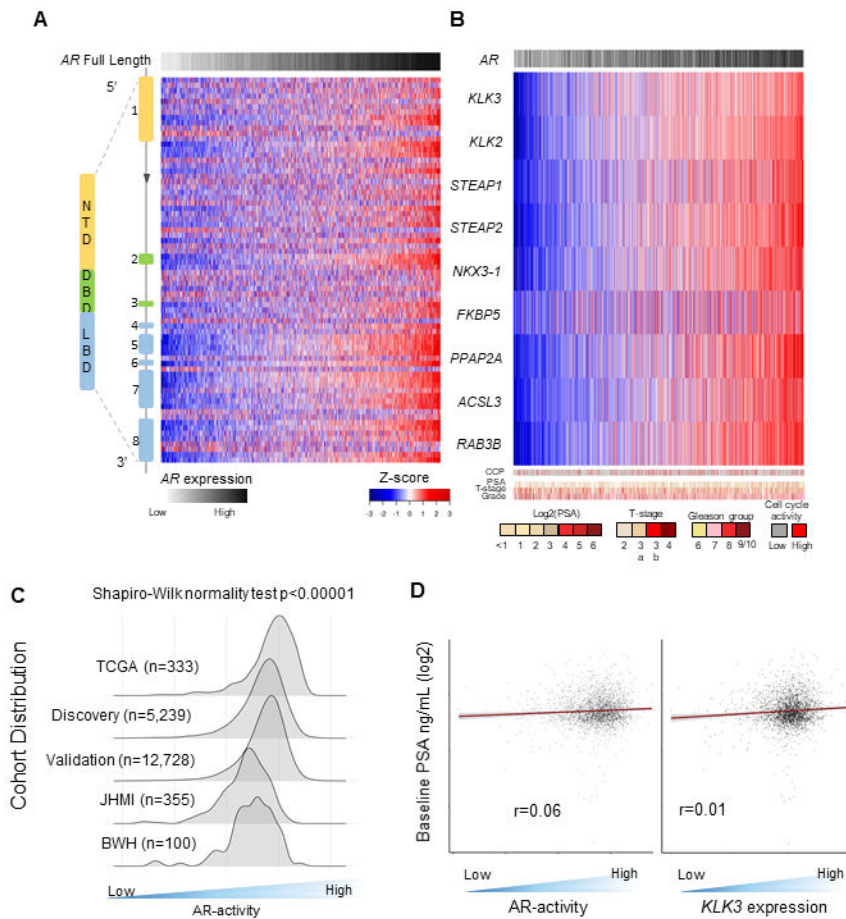 A
AR Full Length
5'
1
2
3
4
5
6
7
8
3'
N
T
D
D
B
D
L
B
D
AR expression
Low High
Z-score
-3 -2 -1 0 1 2 3
B
AR
KLK3
KLK2
STEAP1
STEAP2
NKX3-1
FKBP5
PPAP2A
ACSL3
RAB3B
CCP
PSA
T-stage
Grade
Log2(PSA)
<1 1 2 3 4 5 6
T-stage
2 3 3 4
a b
Gleason group
6 7 8 9/10
Cell cycle
activity
Low High
C
Shapiro-Wilk normality test p<0.00001
Cohort Distribution
TCGA (n=333)
Discovery (n=5,239)
Validation (n=12,728)
JHMI (n=355)
BWH (n=100)
Low High
AR-activity
D
Baseline PSA ng/mL (log2)
r=0.06
r=0.01
Low High
AR-activity
Low High
KLK3 expression